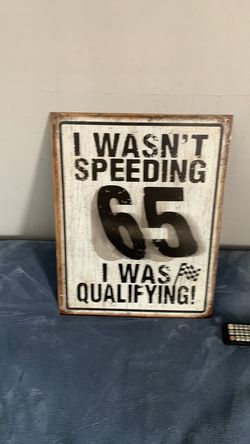 I WASN'T
SPEEDING
65
I WAS
QUALIFYING!